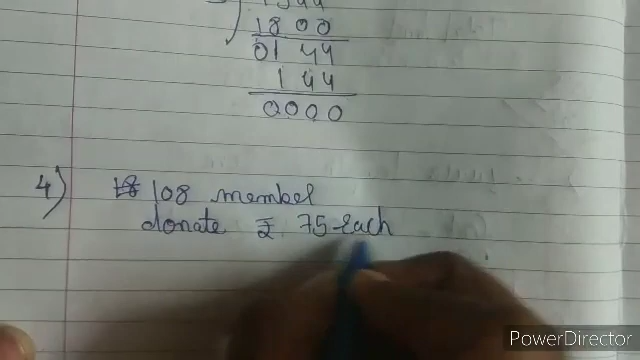 1800
0144
144
0000
4) 108 member
donate ₹ 75 each
PowerDirector